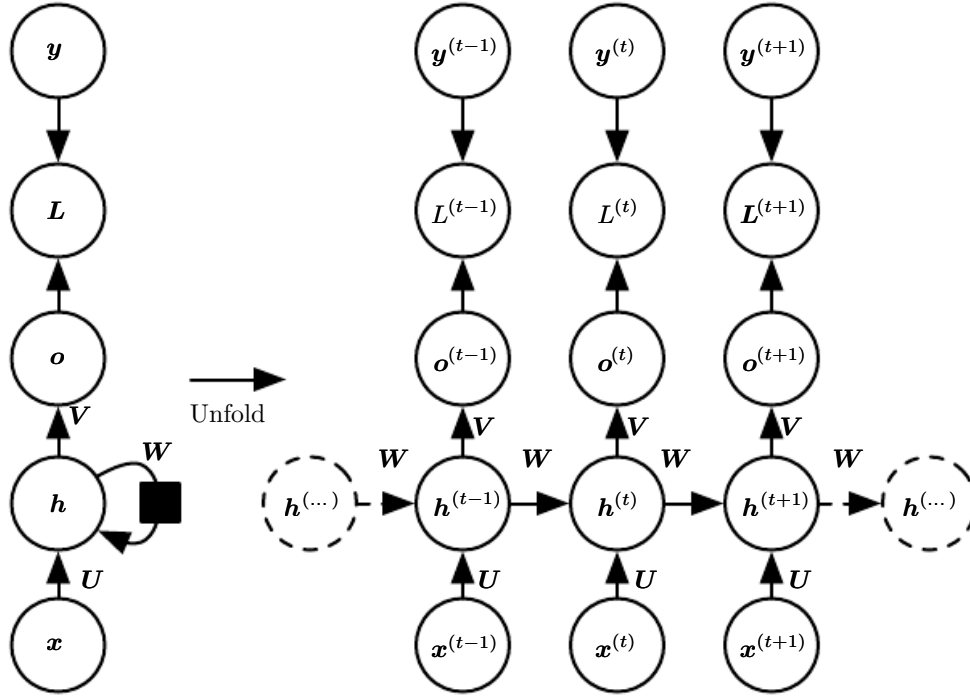 y y^(t−1) y^(t) y^(t+1)
L L^(t−1) L^(t) L^(t+1)
o o^(t−1) o^(t) o^(t+1)
Unfold
V V V V
W W W W W
h h^(...) h^(t−1) h^(t) h^(t+1) h^(...)
U U U U
x x^(t−1) x^(t) x^(t+1)